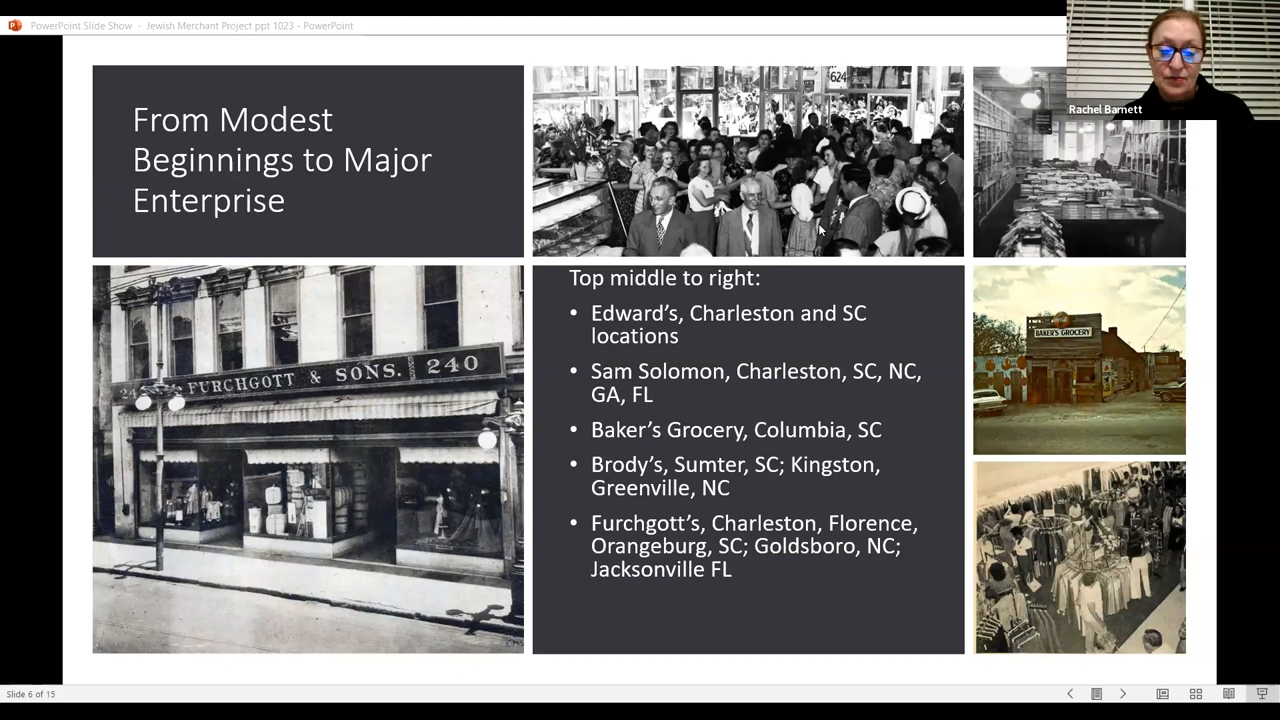 PowerPoint Slide Show - Jewish Merchant Project ppt 1023 - PowerPoint
Rachel Barnett
From Modest
Beginnings to Major
Enterprise
624
BAKER'S GROCERY
FURCHGOTT & SONS. 240
Top middle to right:
• Edward's, Charleston and SC
locations
• Sam Solomon, Charleston, SC, NC,
GA, FL
• Baker's Grocery, Columbia, SC
• Brody's, Sumter, SC; Kingston,
Greenville, NC
• Furchgott's, Charleston, Florence,
Orangeburg, SC; Goldsboro, NC;
Jacksonville FL
Slide 6 of 15